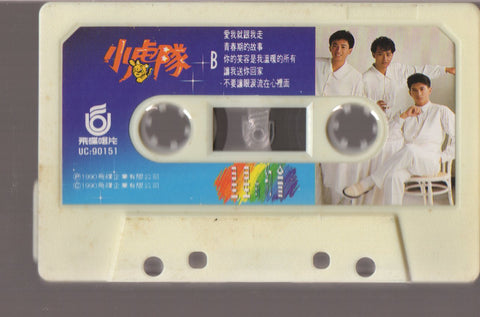 小虎隊
B
愛我就跟我走
青春期的故事
你的笑容是我溫暖的所有
讓我送你回家
不要讓眼淚流在心裡面
飛碟唱片
UC:90151
Ⓟ1990飛碟企業有限公司
Ⓒ1990飛碟企業有限公司